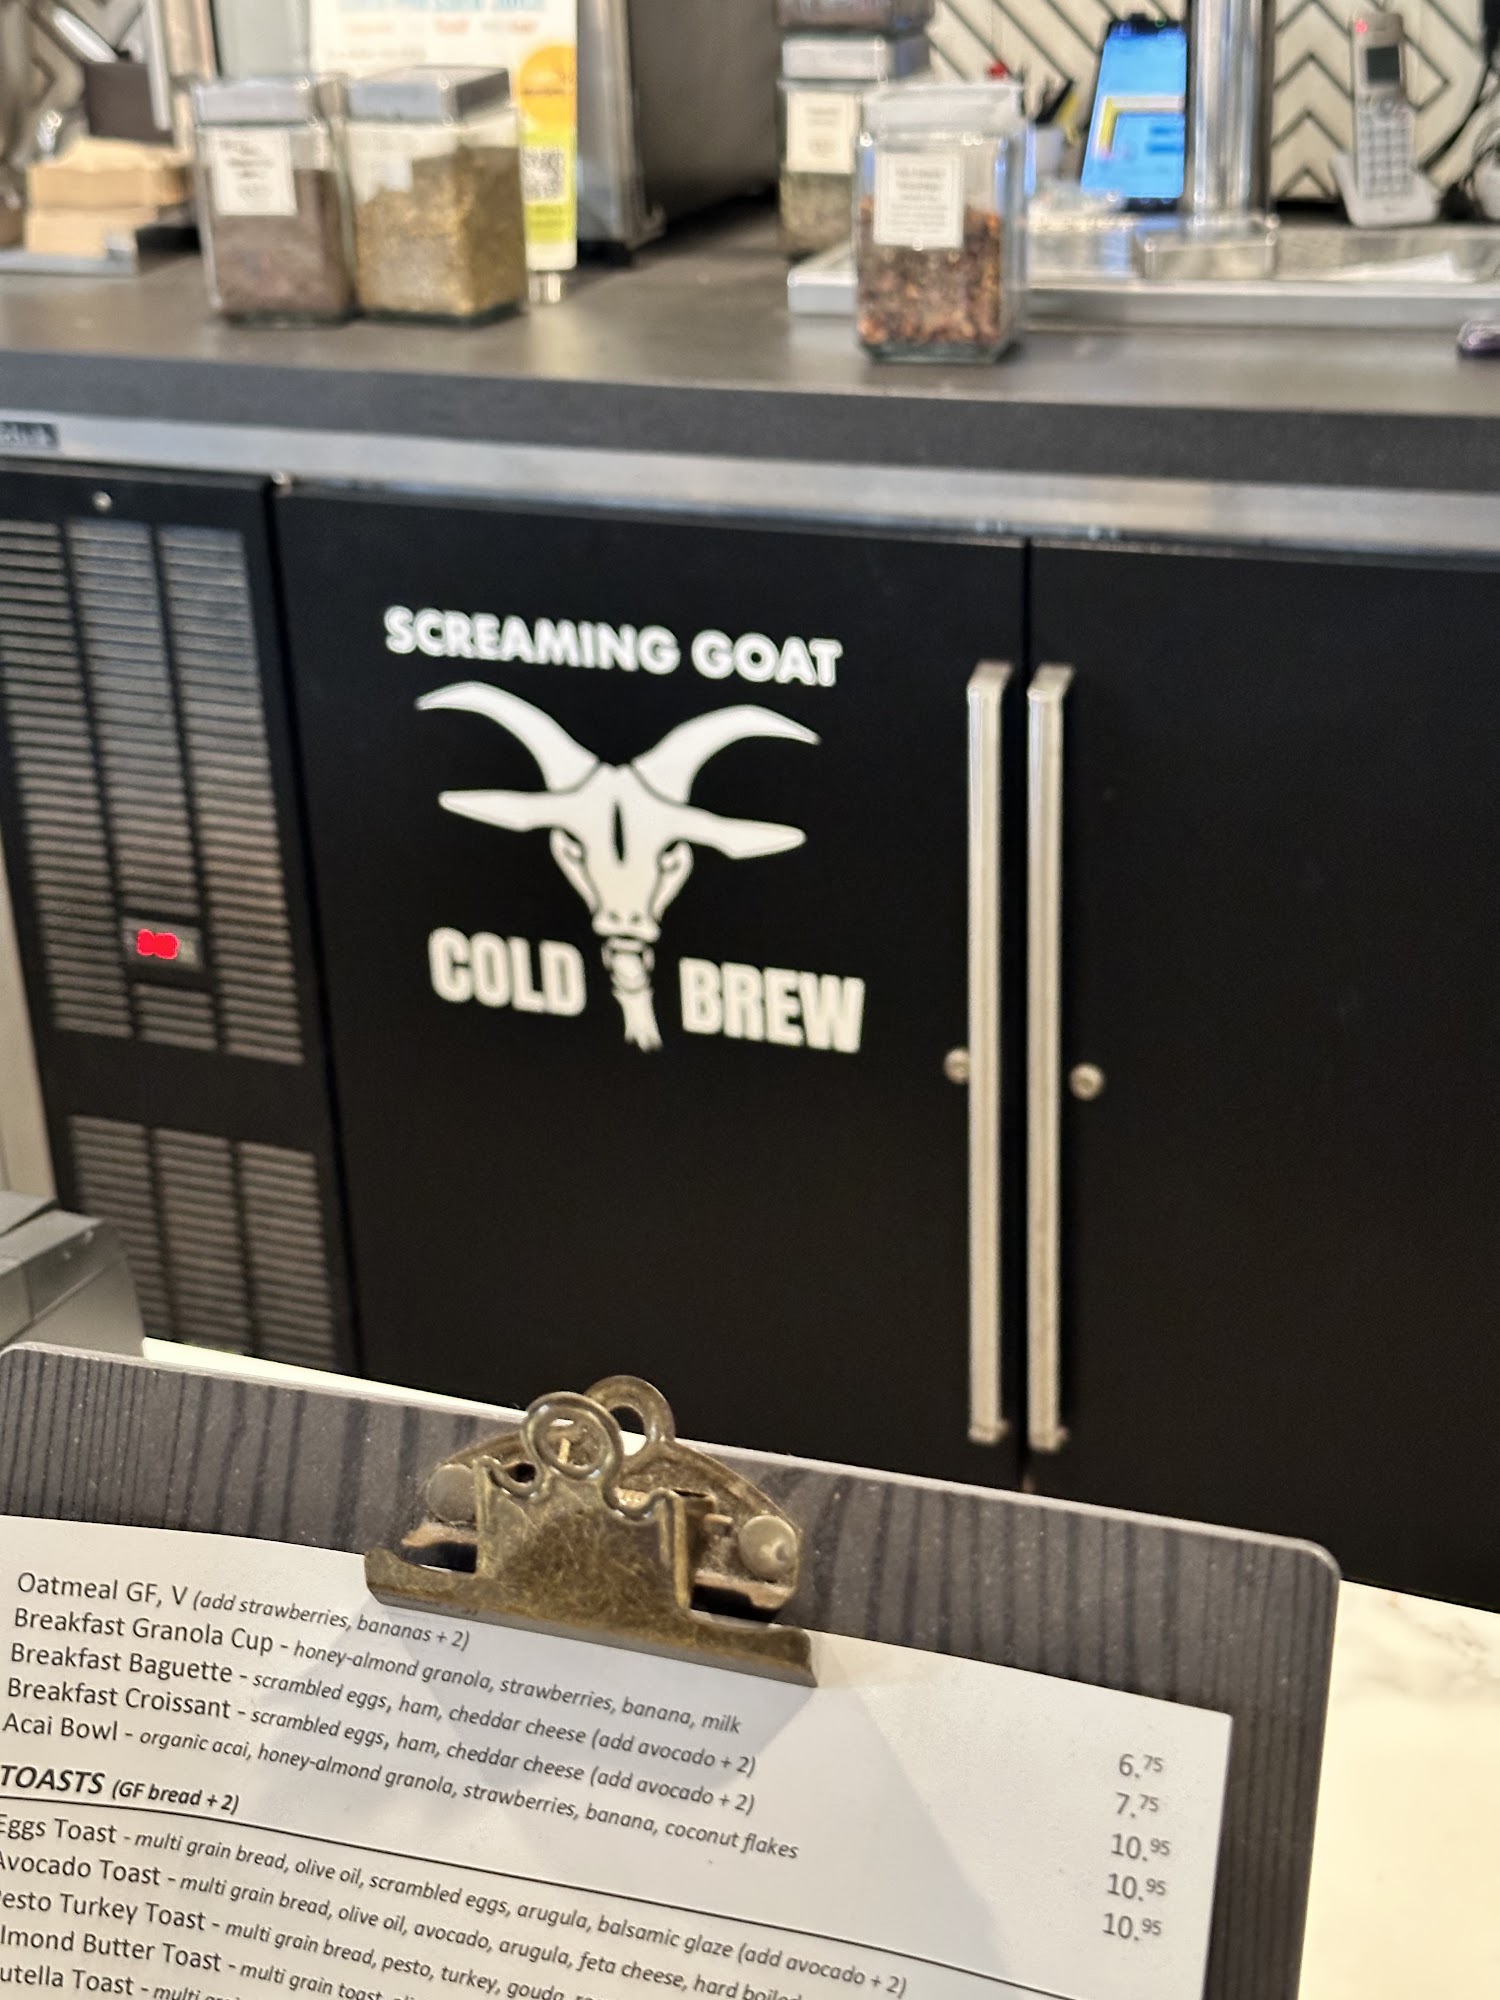 SCREAMING GOAT
COLD BREW
Oatmeal GF, V (add strawberries, bananas + 2) 6.75
Breakfast Granola Cup - honey-almond granola, strawberries, banana, milk 7.75
Breakfast Baguette - scrambled eggs, ham, cheddar cheese (add avocado + 2) 10.95
Breakfast Croissant - scrambled eggs, ham, cheddar cheese (add avocado + 2) 10.95
Acai Bowl - organic acai, honey-almond granola, strawberries, banana, coconut flakes 10.95
TOASTS (GF bread + 2)
Eggs Toast - multi grain bread, olive oil, scrambled eggs, arugula, balsamic glaze (add avocado + 2)
Avocado Toast - multi grain bread, olive oil, avocado, arugula, feta cheese, hard boiled
esto Turkey Toast - multi grain bread, pesto, turkey, gouda,
lmond Butter Toast - multi grain toast,
utella Toast - multi